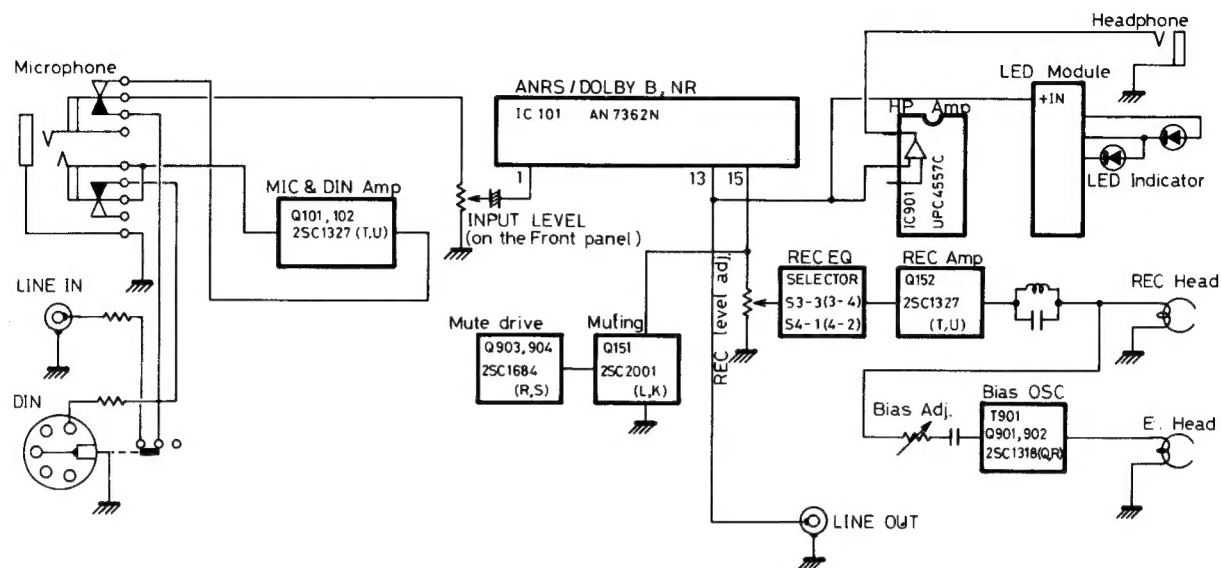 Headphone
Microphone
LED Module
ANRS/DOLBY B, NR
IC 101 AN 7362N
HP Amp
+IN
IC901
UPC4557C
LED Indicator
1
13
15
MIC & DIN Amp
Q101, 102
2SC1327 (T,U)
INPUT LEVEL
(on the Front panel)
REC level adj.
REC EQ
SELECTOR
S3-3(3-4)
S4-1(4-2)
REC Amp
Q152
2SC1327
(T,U)
REC Head
LINE IN
Mute drive
Q903, 904
2SC1684
(R,S)
Muting
Q151
2SC2001
(L,K)
DIN
Bias Adj.
Bias OSC
T901
Q901, 902
2SC1318(Q,R)
E. Head
LINE OUT